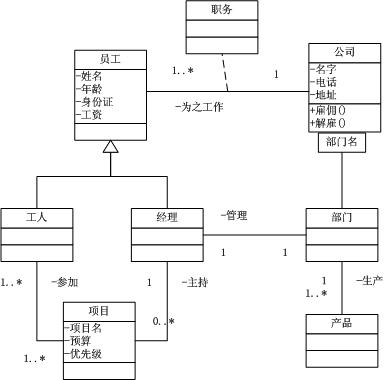 职务
员工
-姓名
-年龄
-身份证
-工资
1..*
1
-为之工作
公司
-名字
-电话
-地址
+雇佣()
+解雇()
部门名
工人
经理
-管理
1
1
部门
1..*
-参加
1
-主持
1
-生产
1..*
项目
-项目名
-预算
-优先级
0..*
1..*
产品